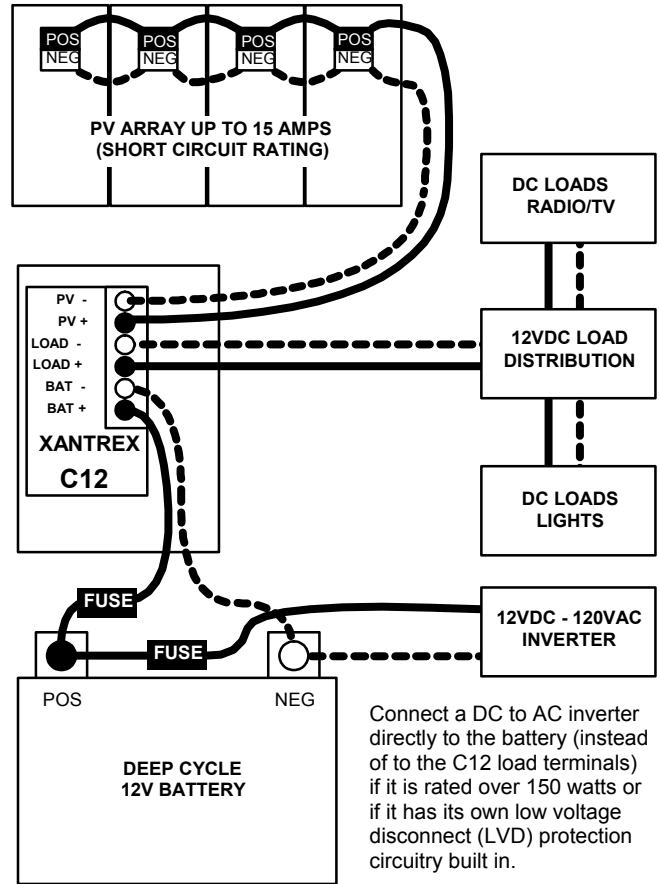 POS POS POS POS
NEG NEG NEG NEG
PV ARRAY UP TO 15 AMPS
(SHORT CIRCUIT RATING)
DC LOADS
RADIO/TV
PV -
PV +
LOAD -
LOAD +
BAT -
BAT +
XANTREX
C12
12VDC LOAD
DISTRIBUTION
DC LOADS
LIGHTS
FUSE
FUSE
12VDC - 120VAC
INVERTER
POS
NEG
DEEP CYCLE
12V BATTERY
Connect a DC to AC inverter
directly to the battery (instead
of to the C12 load terminals)
if it is rated over 150 watts or
if it has its own low voltage
disconnect (LVD) protection
circuitry built in.